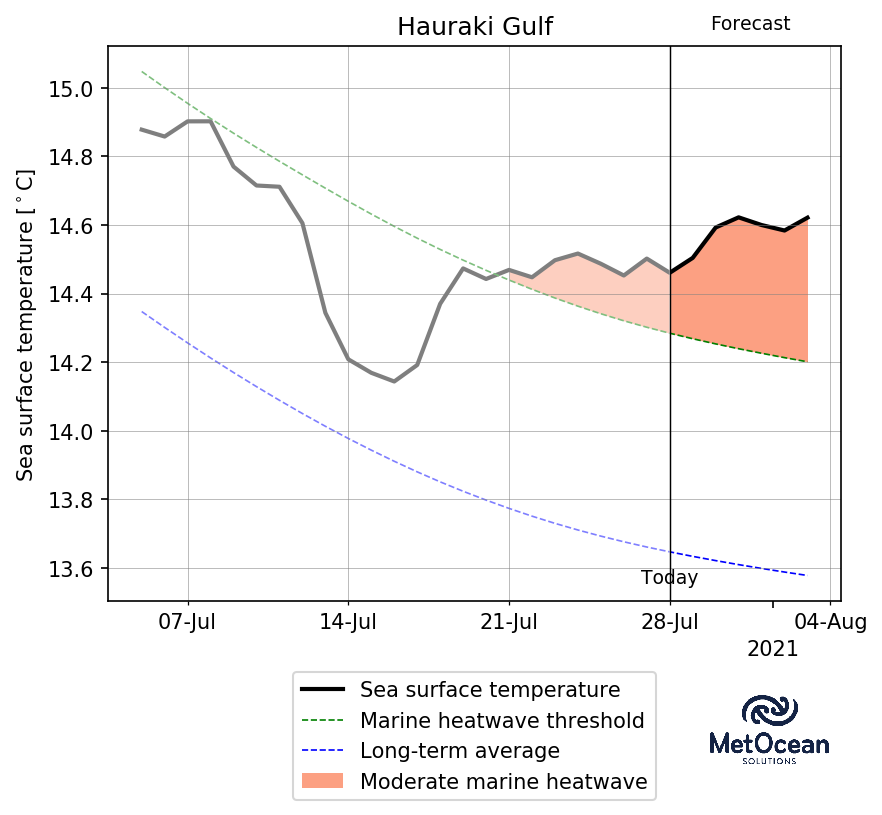 Hauraki Gulf
Forecast
Sea surface temperature [°C]
15.0
14.8
14.6
14.4
14.2
14.0
13.8
13.6
Today
07-Jul 14-Jul 21-Jul 28-Jul 04-Aug
2021
Sea surface temperature
Marine heatwave threshold
Long-term average
Moderate marine heatwave
MetOcean
SOLUTIONS